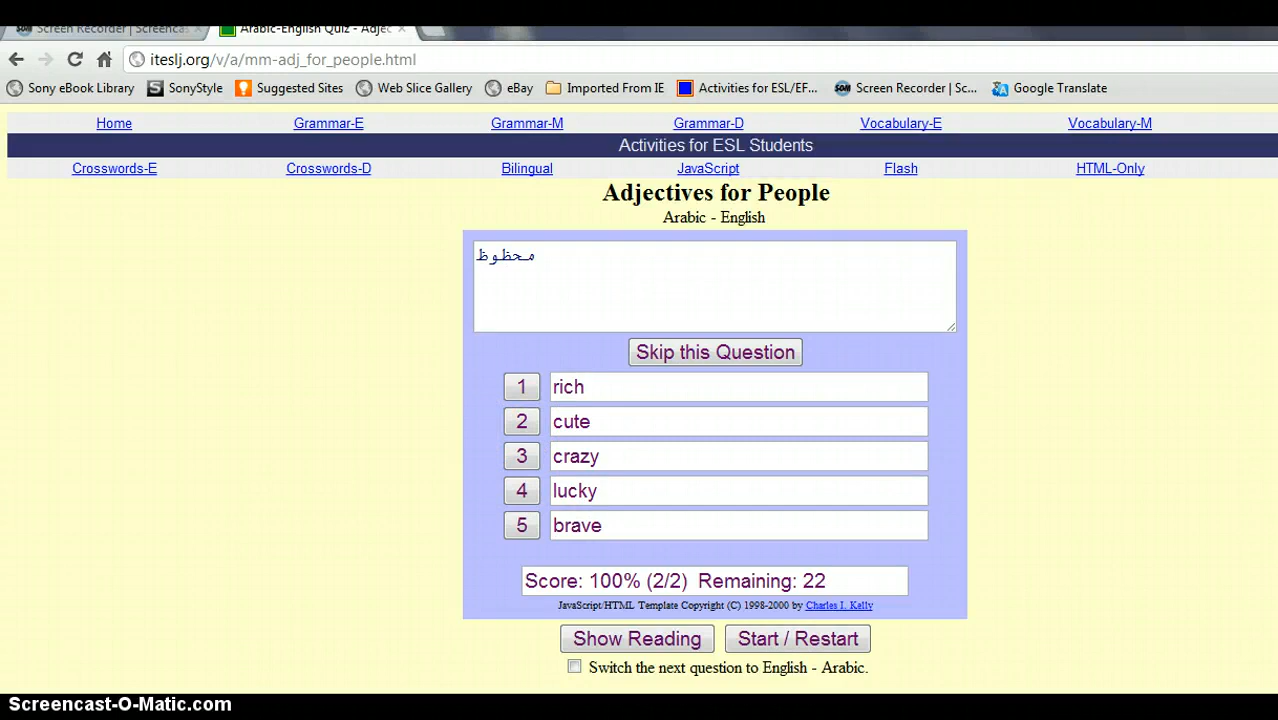 Screen Recorder | Screencas
Arabic-English Quiz - Adjec
iteslj.org/v/a/mm-adj_for_people.html
Sony eBook Library
SonyStyle
Suggested Sites
Web Slice Gallery
eBay
Imported From IE
Activities for ESL/EF...
Screen Recorder | Sc...
Google Translate
Home Grammar-E Grammar-M Grammar-D Vocabulary-E Vocabulary-M
Activities for ESL Students
Crosswords-E Crosswords-D Bilingual JavaScript Flash HTML-Only
Adjectives for People
Arabic - English
محظوظ
Skip this Question
1 rich
2 cute
3 crazy
4 lucky
5 brave
Score: 100% (2/2) Remaining: 22
JavaScript/HTML Template Copyright (C) 1998-2000 by Charles I. Kelly
Show Reading Start / Restart
Switch the next question to English - Arabic.
Screencast-O-Matic.com